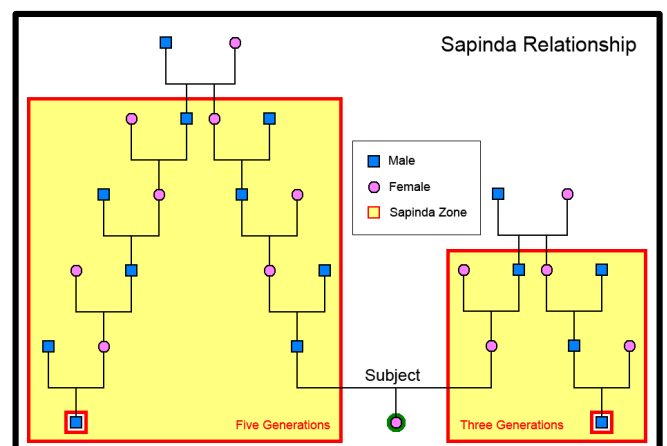 Sapinda Relationship
Male
Female
Sapinda Zone
Subject
Five Generations
Three Generations